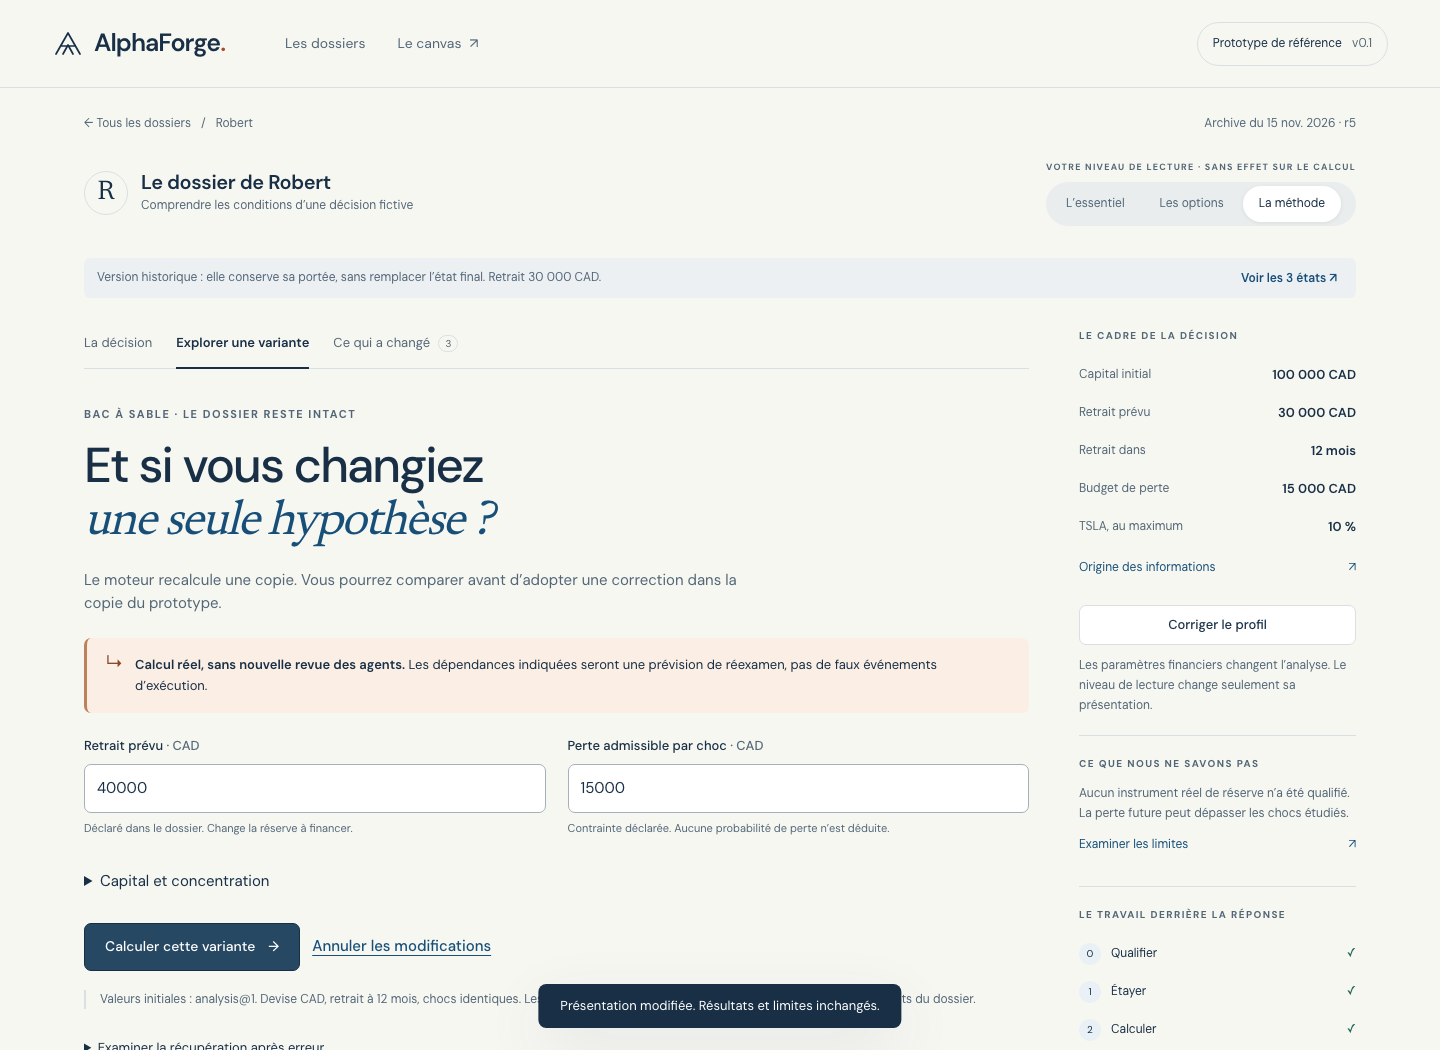 AlphaForge.
Les dossiers
Le canvas ↗
Prototype de référence v0.1
← Tous les dossiers / Robert
Archive du 15 nov. 2026 · r5
R
Le dossier de Robert
Comprendre les conditions d’une décision fictive
VOTRE NIVEAU DE LECTURE · SANS EFFET SUR LE CALCUL
L’essentiel
Les options
La méthode
Version historique : elle conserve sa portée, sans remplacer l’état final. Retrait 30 000 CAD.
Voir les 3 états ↗
La décision
Explorer une variante
Ce qui a changé 3
BAC À SABLE · LE DOSSIER RESTE INTACT
Et si vous changiez
une seule hypothèse ?
Le moteur recalcule une copie. Vous pourrez comparer avant d’adopter une correction dans la
copie du prototype.
Calcul réel, sans nouvelle revue des agents. Les dépendances indiquées seront une prévision de réexamen, pas de faux événements
d’exécution.
Retrait prévu · CAD
40000
Déclaré dans le dossier. Change la réserve à financer.
Perte admissible par choc · CAD
15000
Contrainte déclarée. Aucune probabilité de perte n’est déduite.
▶ Capital et concentration
Calculer cette variante →
Annuler les modifications
Valeurs initiales : analysis@1. Devise CAD, retrait à 12 mois, chocs identiques.
ts du dossier.
Présentation modifiée. Résultats et limites inchangés.
▶ Examiner la récupération après erreur
LE CADRE DE LA DÉCISION
Capital initial 100 000 CAD
Retrait prévu 30 000 CAD
Retrait dans 12 mois
Budget de perte 15 000 CAD
TSLA, au maximum 10 %
Origine des informations ↗
Corriger le profil
Les paramètres financiers changent l’analyse. Le
niveau de lecture change seulement sa
présentation.
CE QUE NOUS NE SAVONS PAS
Aucun instrument réel de réserve n’a été qualifié.
La perte future peut dépasser les chocs étudiés.
Examiner les limites ↗
LE TRAVAIL DERRIÈRE LA RÉPONSE
0 Qualifier ✓
1 Étayer ✓
2 Calculer ✓